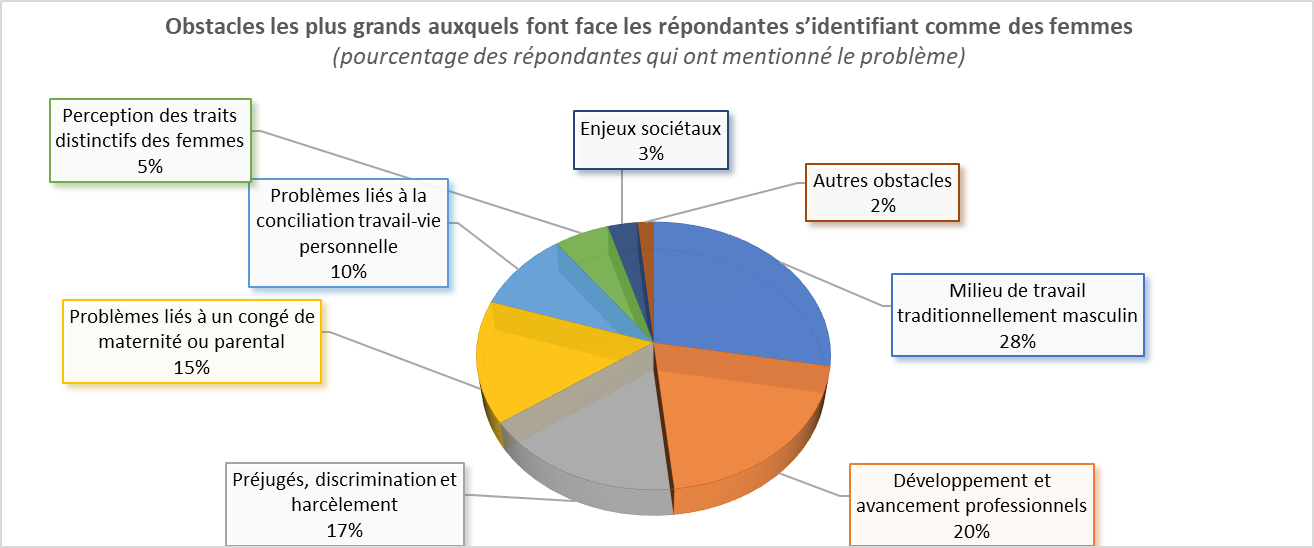 Obstacles les plus grands auxquels font face les répondantes s’identifiant comme des femmes
(pourcentage des répondantes qui ont mentionné le problème)
Perception des traits
distinctifs des femmes
5%
Enjeux sociétaux
3%
Autres obstacles
2%
Problèmes liés à la
conciliation travail-vie
personnelle
10%
Milieu de travail
traditionnellement masculin
28%
Problèmes liés à un congé de
maternité ou parental
15%
Préjugés, discrimination et
harcèlement
17%
Développement et
avancement professionnels
20%